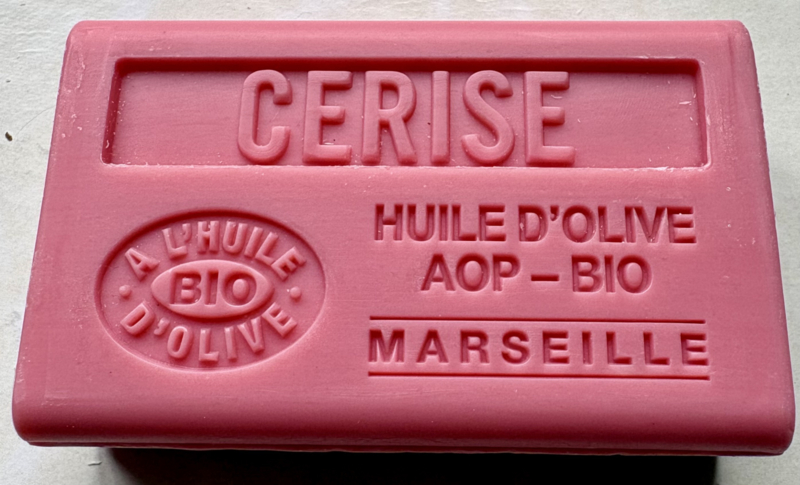 CERISE
A L'HUILE
BIO
D'OLIVE
HUILE D'OLIVE
AOP – BIO
MARSEILLE